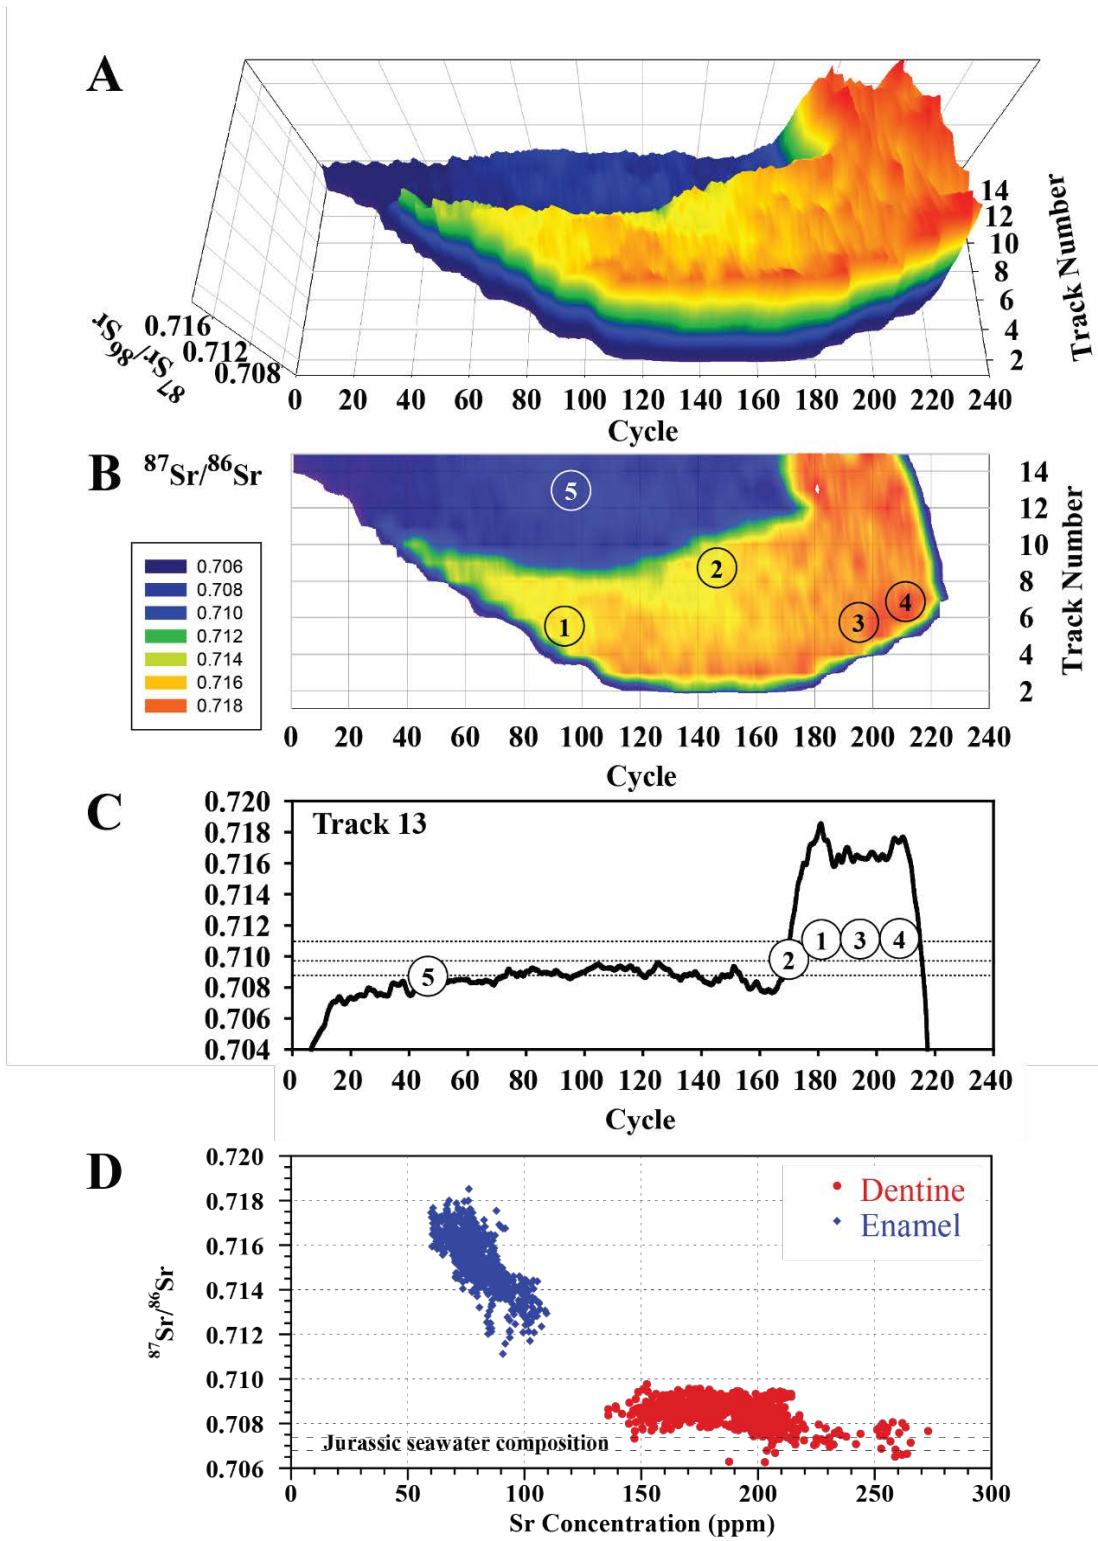 A
14
12
10
8
6
4
2
Track Number
0.716
0.712
0.708
87Sr/86Sr
0 20 40 60 80 100 120 140 160 180 200 220 240
Cycle
B
87Sr/86Sr
0.706
0.708
0.710
0.712
0.714
0.716
0.718
5
2
1
3
4
14
12
10
8
6
4
2
Track Number
0 20 40 60 80 100 120 140 160 180 200 220 240
Cycle
C
Track 13
0.720
0.718
0.716
0.714
0.712
0.710
0.708
0.706
0.704
5 2 1 3 4
0 20 40 60 80 100 120 140 160 180 200 220 240
Cycle
D
0.720
0.718
0.716
0.714
0.712
0.710
0.708
0.706
87Sr/86Sr
Dentine
Enamel
Jurassic seawater composition
0 50 100 150 200 250 300
Sr Concentration (ppm)